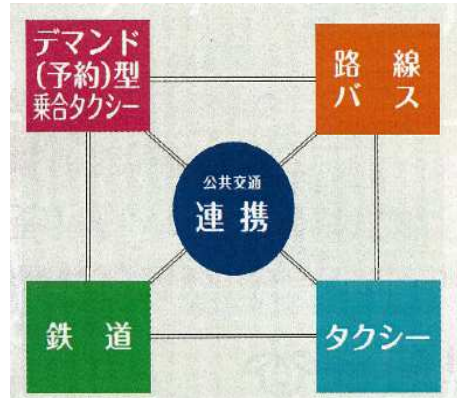 デマンド
(予約)型
乗合タクシー
路線
バス
公共交通
連携
鉄道
タクシー